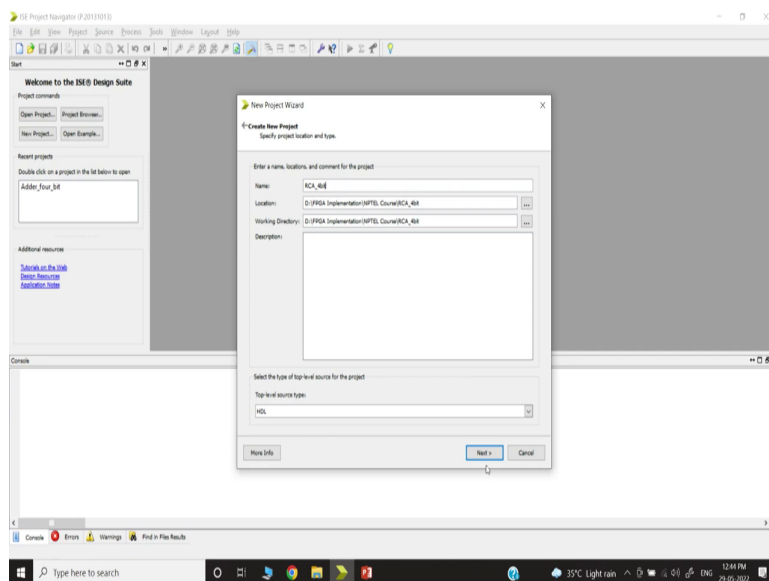 ISE Project Navigator (P.20131013)
File Edit View Project Source Process Tools Window Layout Help
Start
Welcome to the ISE® Design Suite
Project commands
Open Project... Project Browser...
New Project... Open Example...
Recent projects
Double click on a project in the list below to open
Adder_four_bit
Additional resources
Tutorials on the Web
Design Resources
Application Notes
New Project Wizard
Create New Project
Specify project location and type.
Enter a name, locations, and comment for the project
Name: RCA_4bit
Location: D:\FPGA Implementation\NPTEL Course\RCA_4bit
Working Directory: D:\FPGA Implementation\NPTEL Course\RCA_4bit
Description:
Select the type of top-level source for the project
Top-level source type:
HDL
More Info Next > Cancel
Console
Console Errors Warnings Find in Files Results
Type here to search
35°C Light rain ENG 12:44 PM
29-05-2022